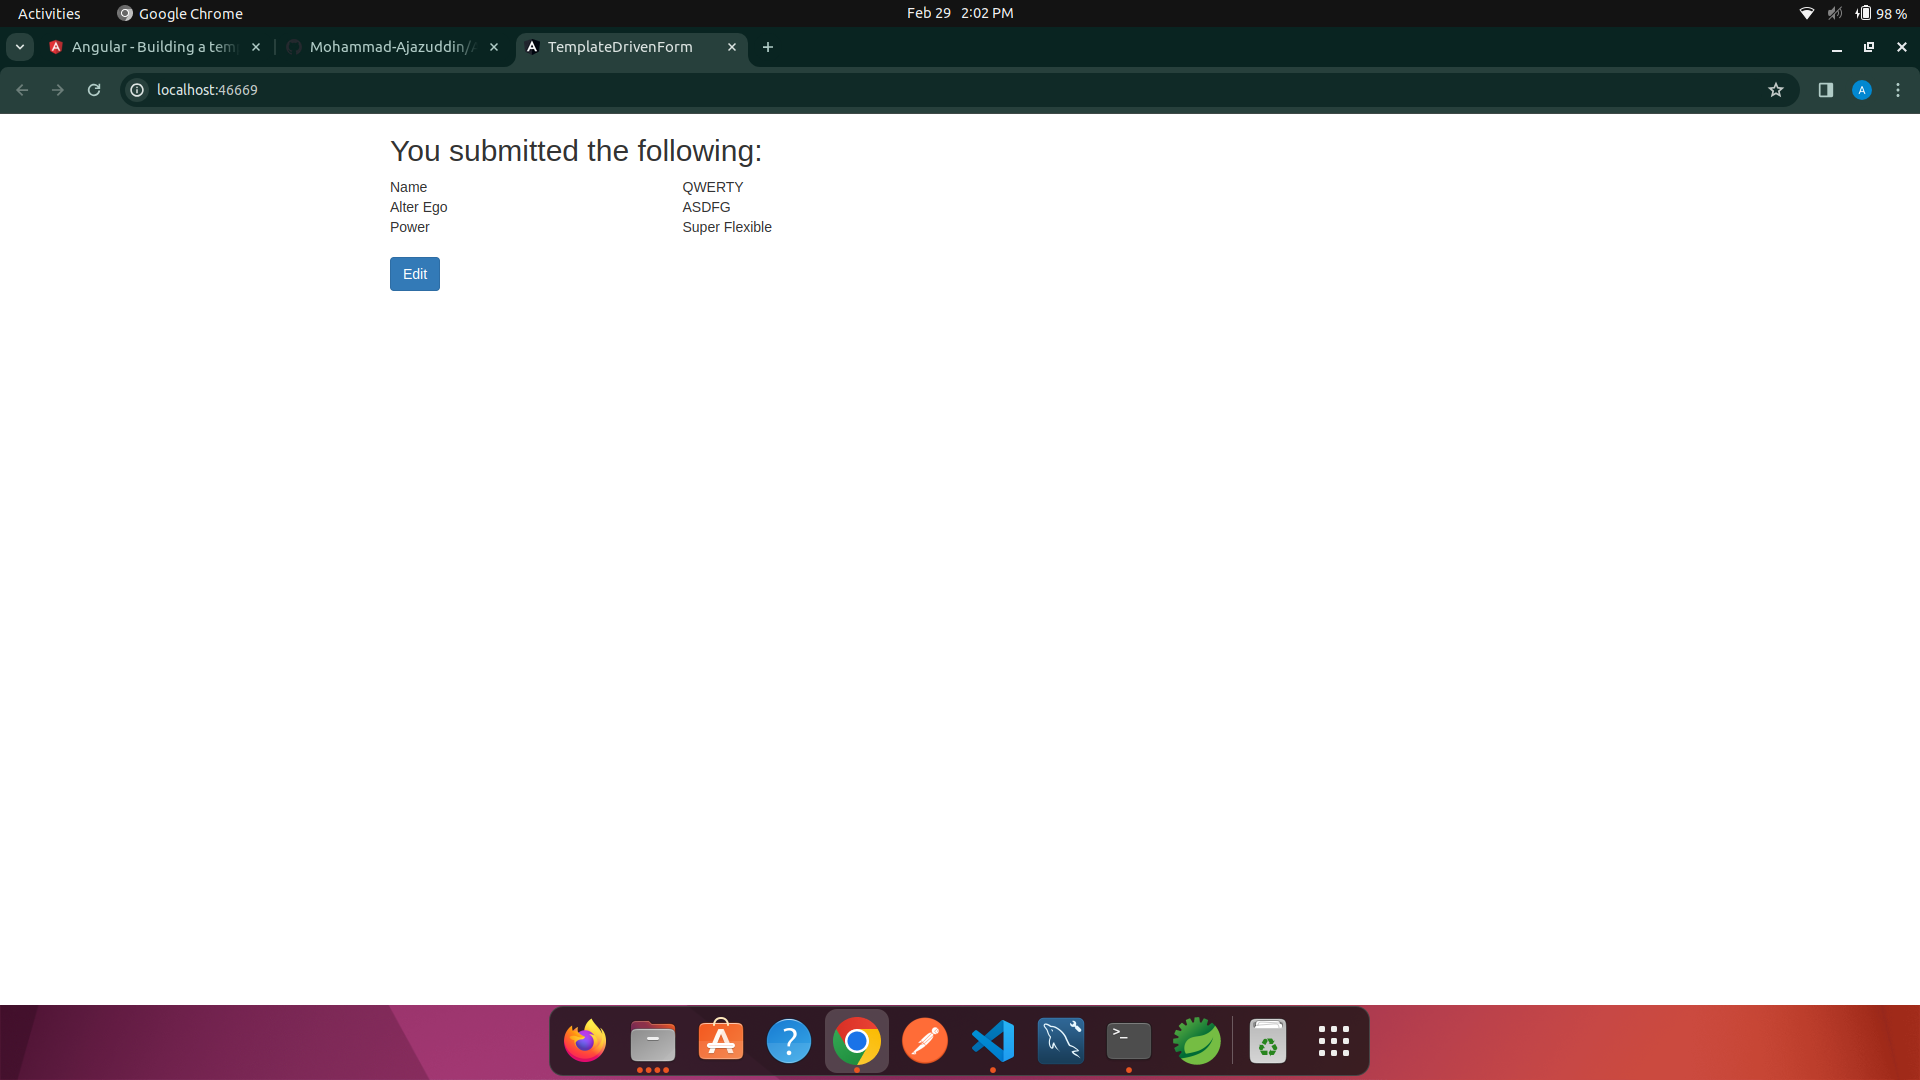 Activities Google Chrome Feb 29 2:02 PM 98 %
Angular - Building a tem Mohammad-Ajazuddin/ TemplateDrivenForm
localhost:46669 A
You submitted the following:
Name QWERTY
Alter Ego ASDFG
Power Super Flexible
Edit